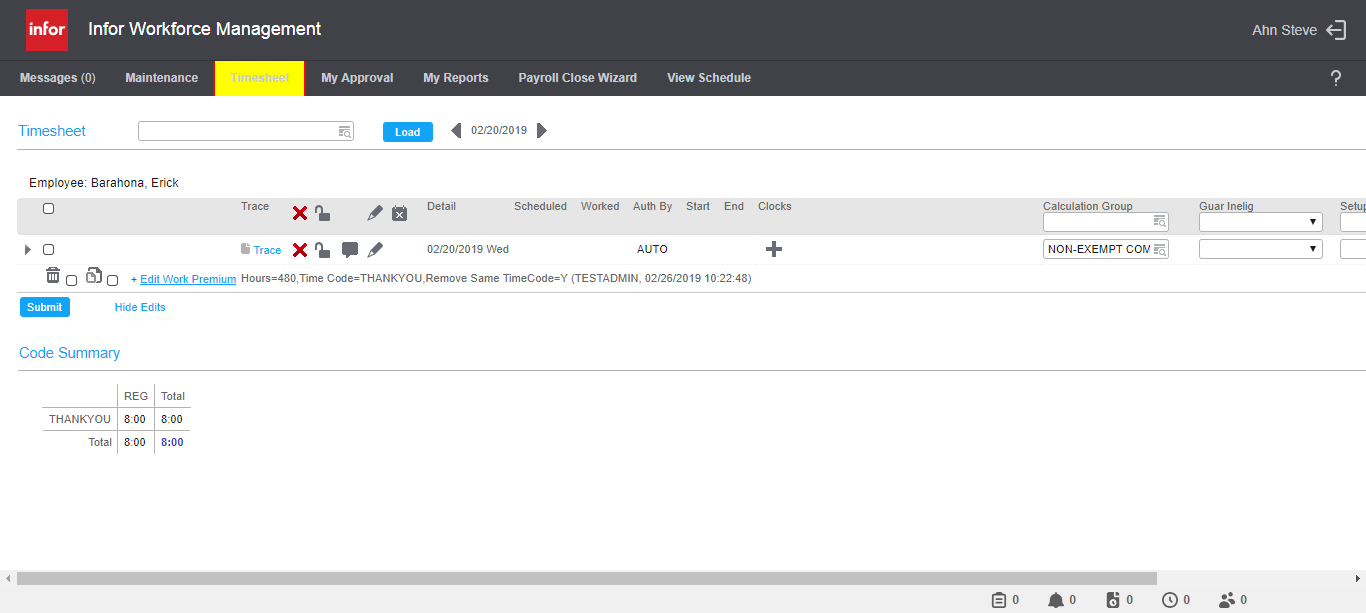 infor Infor Workforce Management Ahn Steve
Messages (0) Maintenance Timesheet My Approval My Reports Payroll Close Wizard View Schedule ?
Timesheet Load 02/20/2019
Employee: Barahona, Erick
Trace Detail Scheduled Worked Auth By Start End Clocks Calculation Group Guar Inelig Setup
Trace 02/20/2019 Wed AUTO NON-EXEMPT COM
+ Edit Work Premium Hours=480,Time Code=THANKYOU,Remove Same TimeCode=Y (TESTADMIN, 02/26/2019 10:22:48)
Submit Hide Edits
Code Summary
REG Total
THANKYOU 8:00 8:00
Total 8:00 8:00
0 0 0 0 0